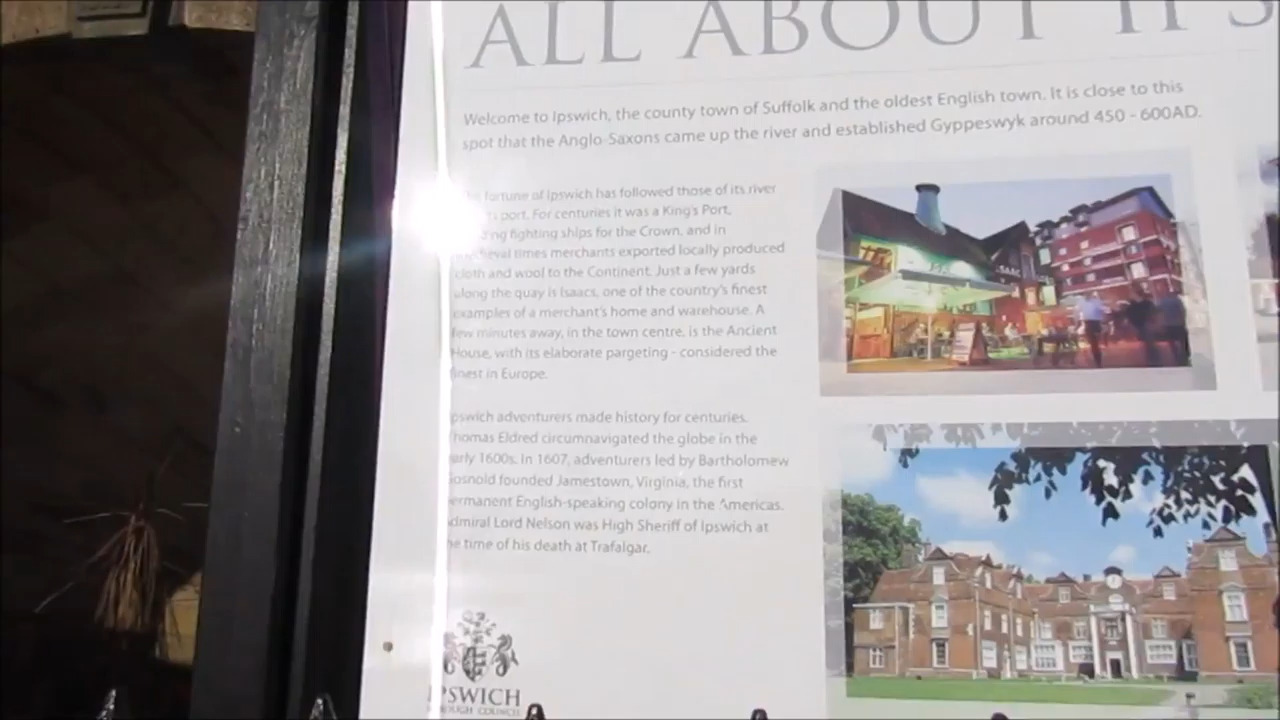 ALL ABOUT IPS
Welcome to Ipswich, the county town of Suffolk and the oldest English town. It is close to this
spot that the Anglo-Saxons came up the river and established Gyppeswyk around 450 - 600AD.
fortune of Ipswich has followed those of its river
port. For centuries it was a King's Port,
fighting ships for the Crown, and in
times merchants exported locally produced
cloth and wool to the Continent. Just a few yards
along the quay is Isaacs, one of the country's finest
examples of a merchant's home and warehouse. A
few minutes away, in the town centre, is the Ancient
House, with its elaborate pargeting - considered the
finest in Europe.
Ipswich adventurers made history for centuries.
Thomas Eldred circumnavigated the globe in the
early 1600s. In 1607, adventurers led by Bartholomew
Gosnold founded Jamestown, Virginia, the first
permanent English-speaking colony in the Americas.
Admiral Lord Nelson was High Sheriff of Ipswich at
the time of his death at Trafalgar.
IPSWICH
BOROUGH COUNCIL